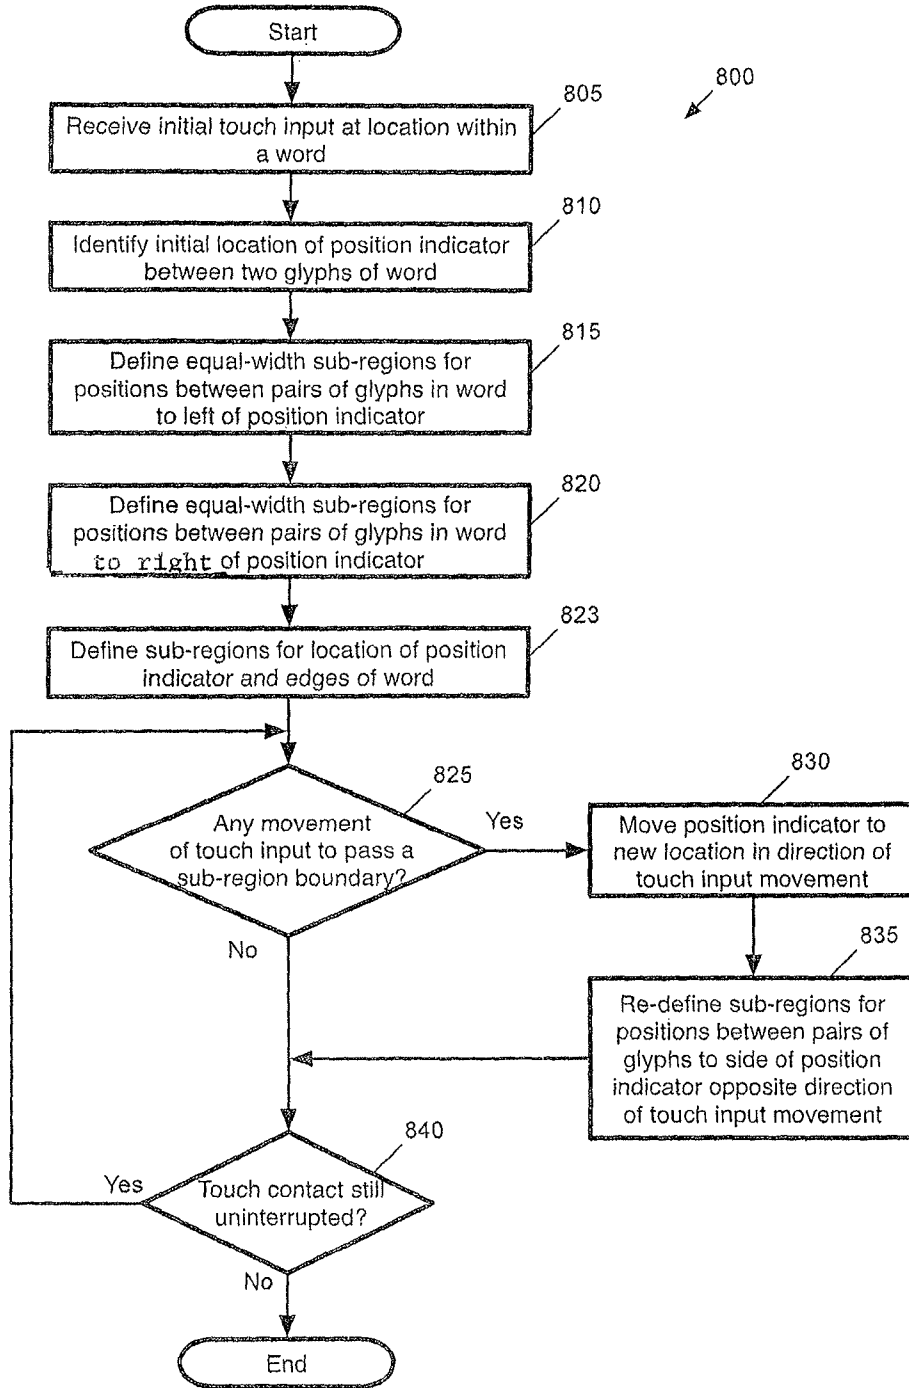 Start
800
805
Receive initial touch input at location within
a word
810
Identify initial location of position indicator
between two glyphs of word
815
Define equal-width sub-regions for
positions between pairs of glyphs in word
to left of position indicator
820
Define equal-width sub-regions for
positions between pairs of glyphs in word
to right of position indicator
823
Define sub-regions for location of position
indicator and edges of word
825
Any movement
of touch input to pass a
sub-region boundary?
Yes
No
830
Move position indicator to
new location in direction of
touch input movement
835
Re-define sub-regions for
positions between pairs of
glyphs to side of position
indicator opposite direction
of touch input movement
840
Touch contact still
uninterrupted?
Yes
No
End